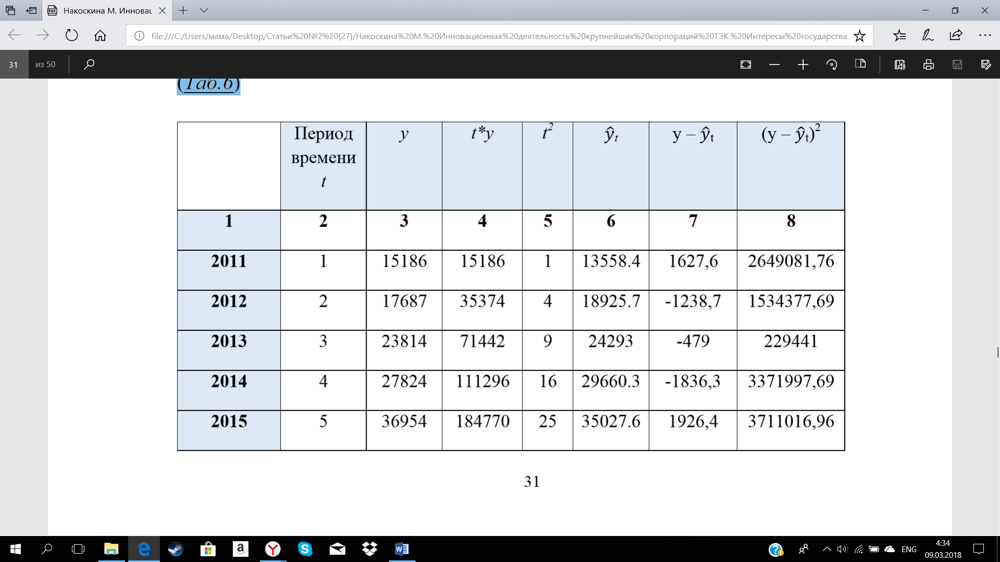 Накоскина М. Инновац
file:///C:/Users/мама/Desktop/Статьи%20№2%20(27)/Накоскина%20М.%20Инновационная%20деятельность%20крупнейших%20корпораций%20ТЭК.%20Интересы%20государства
31 из 50
(Таб.6)
Период времени t y t*y t² ŷt y – ŷt (y – ŷt)²
1 2 3 4 5 6 7 8
2011 1 15186 15186 1 13558.4 1627,6 2649081,76
2012 2 17687 35374 4 18925.7 -1238,7 1534377,69
2013 3 23814 71442 9 24293 -479 229441
2014 4 27824 111296 16 29660.3 -1836,3 3371997,69
2015 5 36954 184770 25 35027.6 1926,4 3711016,96
31
ENG
4:34
09.03.2018